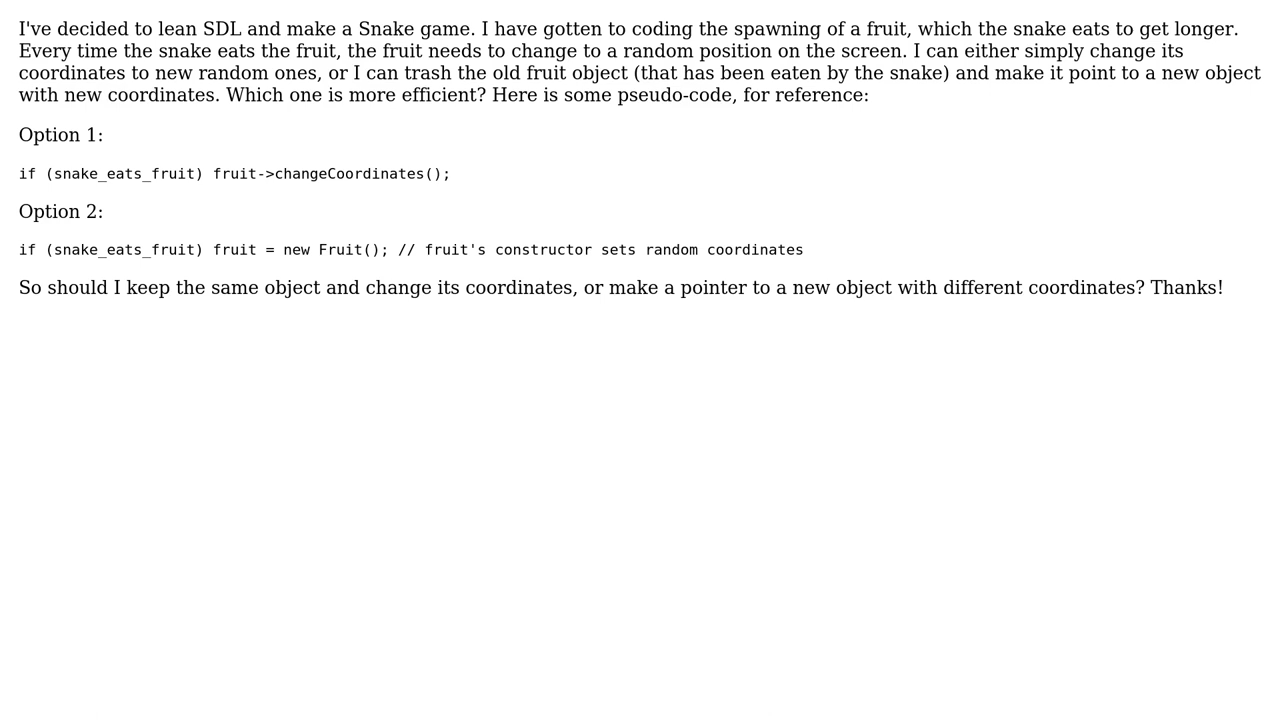 I've decided to lean SDL and make a Snake game. I have gotten to coding the spawning of a fruit, which the snake eats to get longer.
Every time the snake eats the fruit, the fruit needs to change to a random position on the screen. I can either simply change its
coordinates to new random ones, or I can trash the old fruit object (that has been eaten by the snake) and make it point to a new object
with new coordinates. Which one is more efficient? Here is some pseudo-code, for reference:
Option 1:
if (snake_eats_fruit) fruit->changeCoordinates();
Option 2:
if (snake_eats_fruit) fruit = new Fruit(); // fruit's constructor sets random coordinates
So should I keep the same object and change its coordinates, or make a pointer to a new object with different coordinates? Thanks!